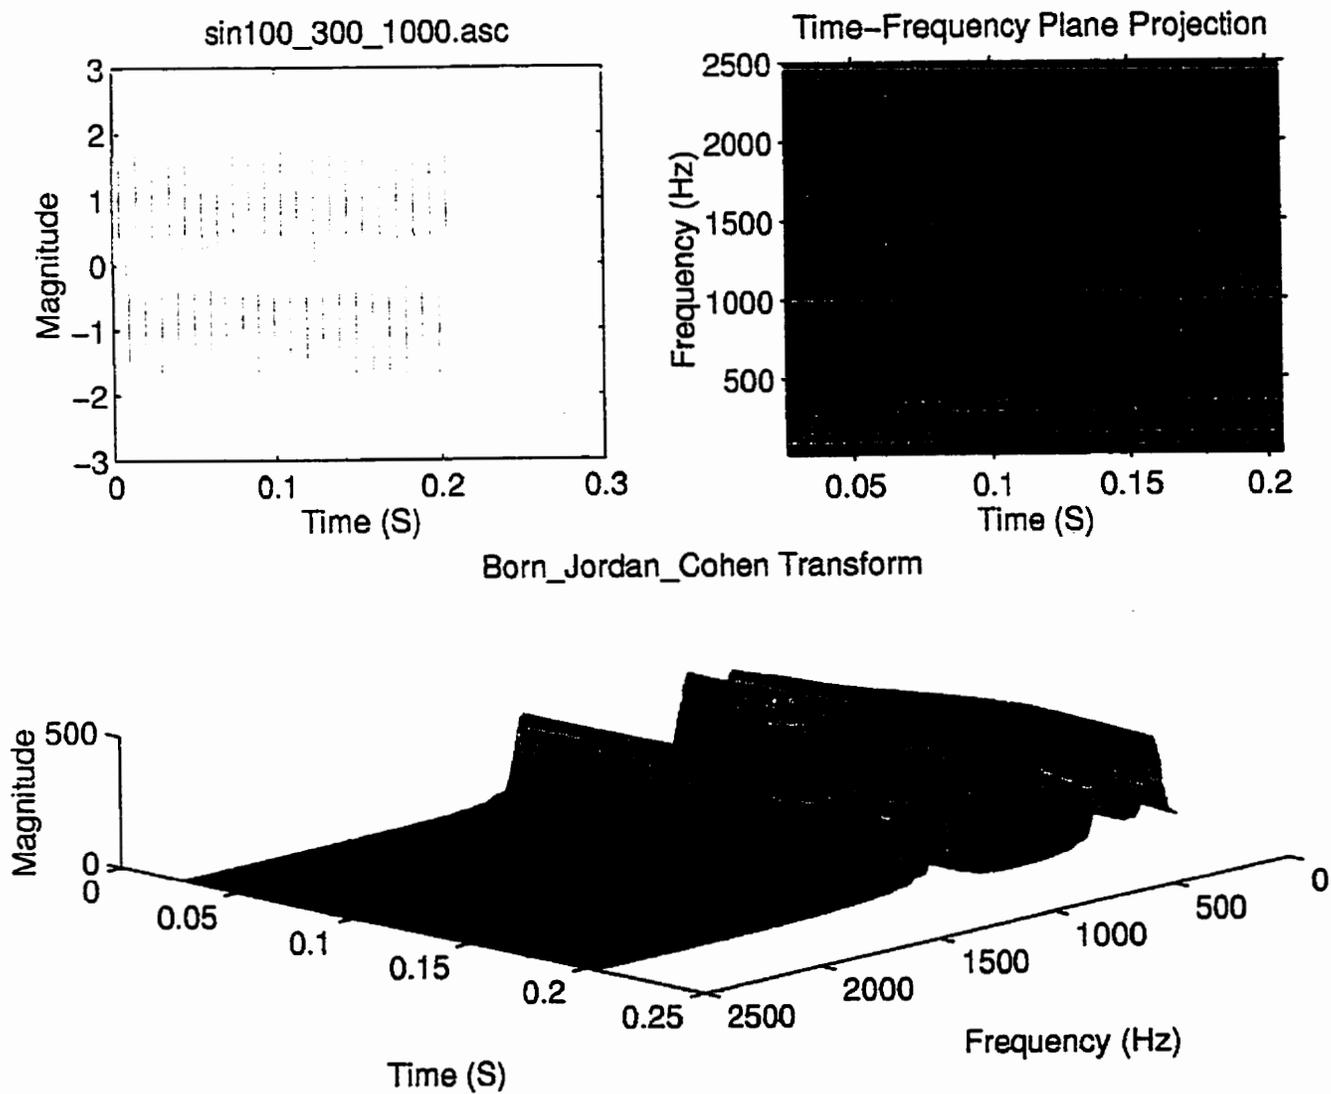 sin100_300_1000.asc
3
2
1
0
−1
−2
−3
Magnitude
0 0.1 0.2 0.3
Time (S)
Time−Frequency Plane Projection
2500
2000
1500
1000
500
Frequency (Hz)
0.05 0.1 0.15 0.2
Time (S)
Born_Jordan_Cohen Transform
Magnitude
500
0
0
0.05
0.1
0.15
0.2
0.25
Time (S)
2500
2000
1500
1000
500
0
Frequency (Hz)